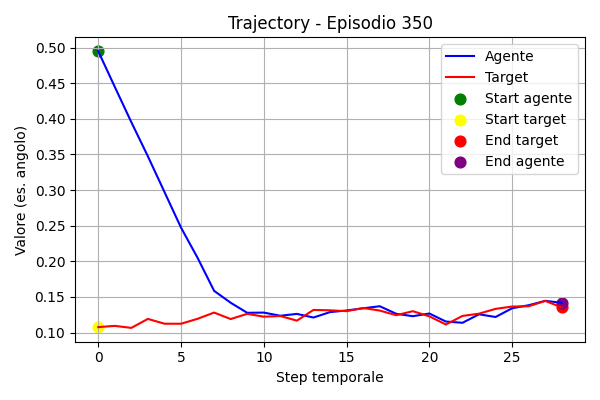 Trajectory - Episodio 350
Valore (es. angolo)
0.50
0.45
0.40
0.35
0.30
0.25
0.20
0.15
0.10
0
5
10
15
20
25
Step temporale
Agente
Target
Start agente
Start target
End target
End agente